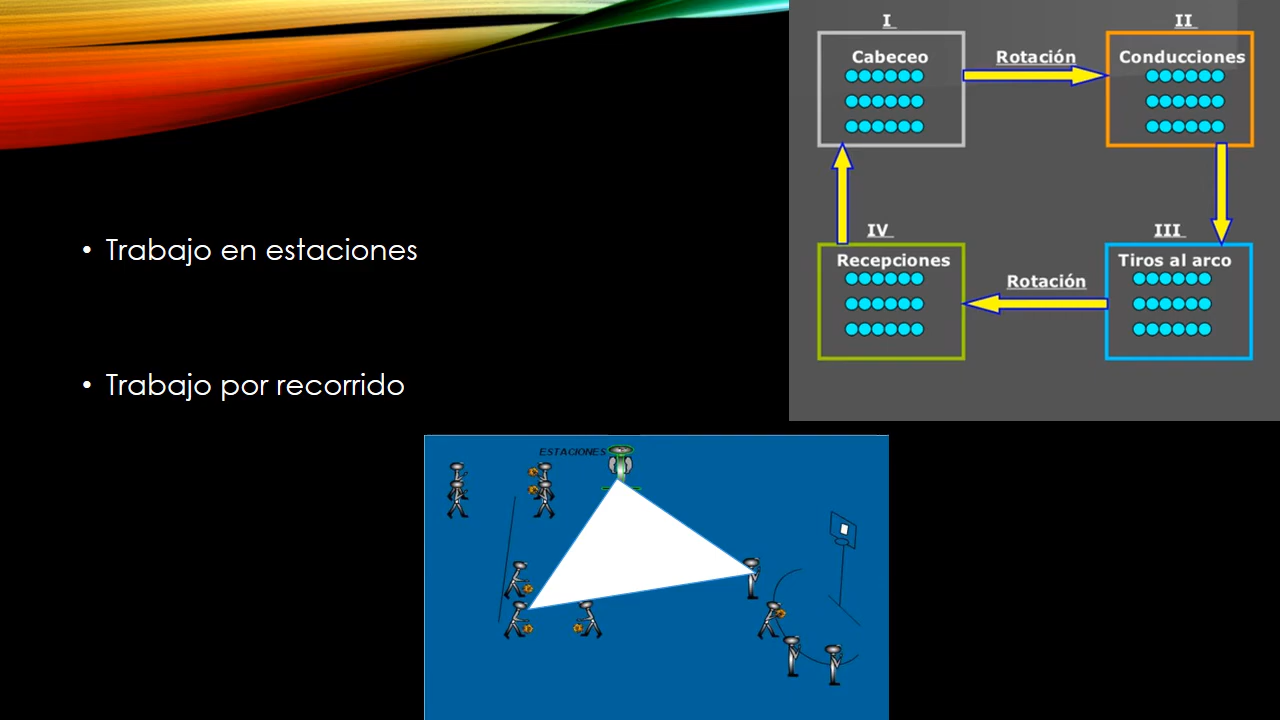 • Trabajo en estaciones
• Trabajo por recorrido
I
Cabeceo
Rotación
II
Conducciones
IV
Recepciones
Rotación
III
Tiros al arco
ESTACIONES